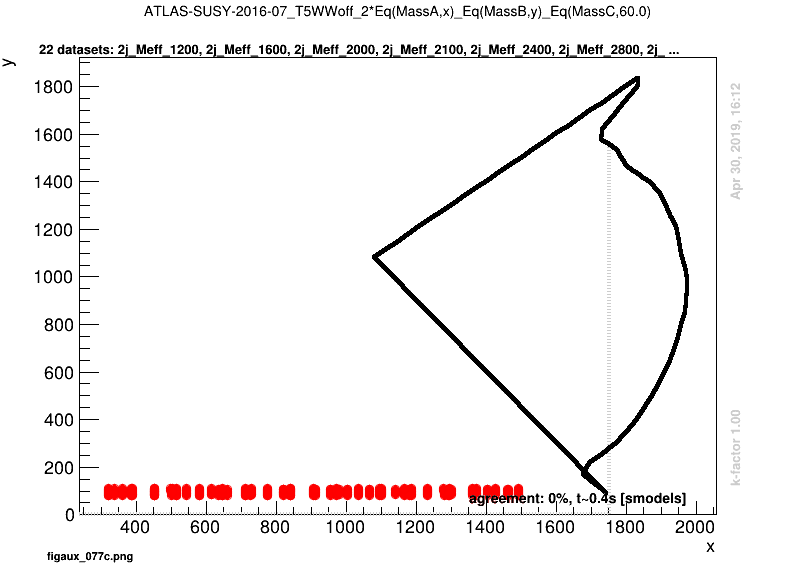 ATLAS-SUSY-2016-07_T5WWoff_2*Eq(MassA,x)_Eq(MassB,y)_Eq(MassC,60.0)
22 datasets: 2j_Meff_1200, 2j_Meff_1600, 2j_Meff_2000, 2j_Meff_2100, 2j_Meff_2400, 2j_Meff_2800, 2j_ ...
y
1800
1600
1400
1200
1000
800
600
400
200
0
Apr 30, 2019, 16:12
k-factor 1.00
agreement: 0%, t~0.4s [smodels]
400 600 800 1000 1200 1400 1600 1800 2000
x
figaux_077c.png